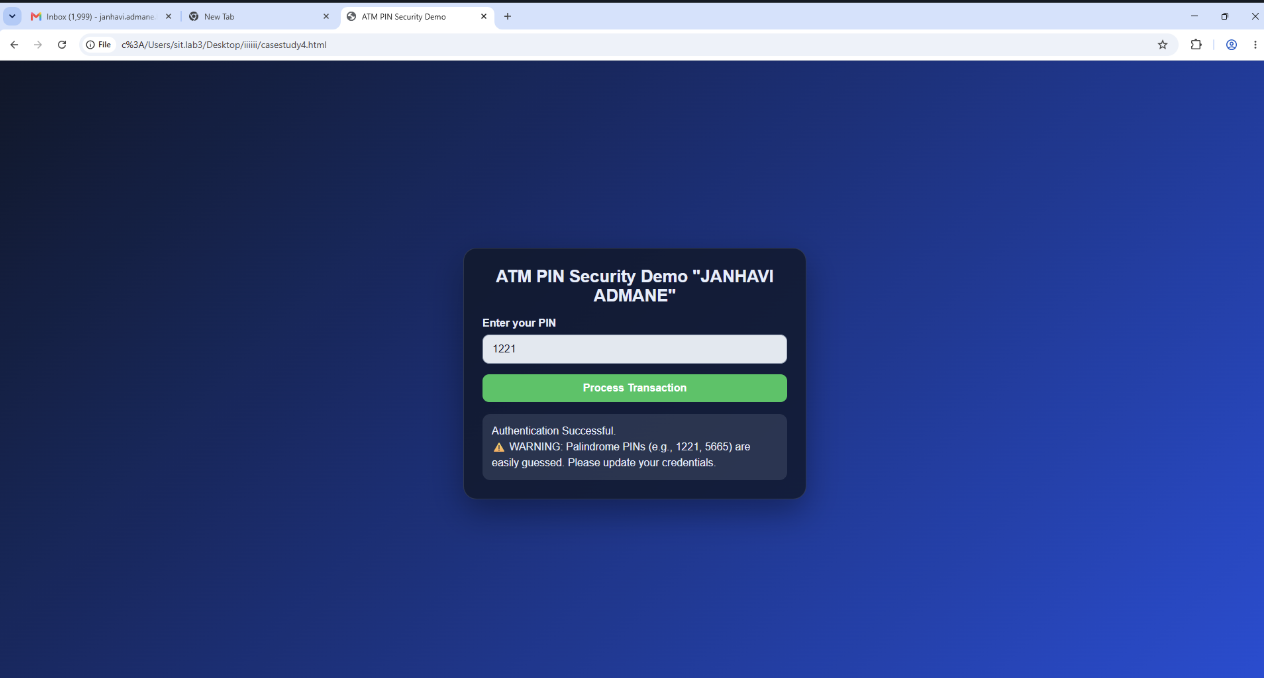 Inbox (1,999) - janhavi.admane
New Tab
ATM PIN Security Demo
File
c%3A/Users/sit.lab3/Desktop/iiiiii/casestudy4.html
ATM PIN Security Demo "JANHAVI
ADMANE"
Enter your PIN
1221
Process Transaction
Authentication Successful.
⚠️ WARNING: Palindrome PINs (e.g., 1221, 5665) are
easily guessed. Please update your credentials.